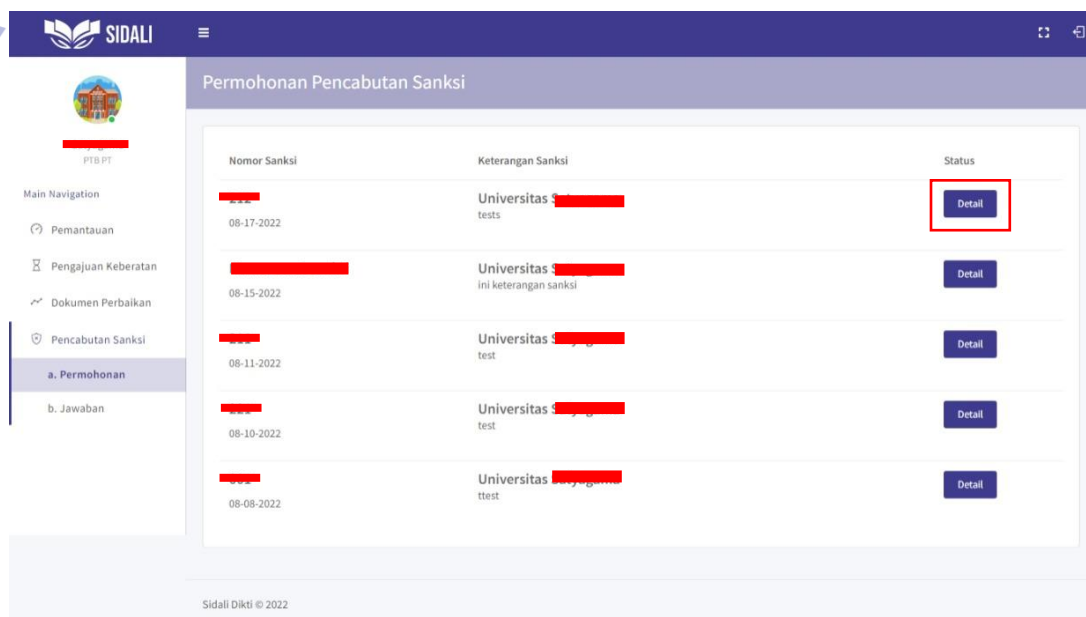 SIDALI
Permohonan Pencabutan Sanksi
PTB PT
Main Navigation
Pemantauan
Pengajuan Keberatan
Dokumen Perbaikan
Pencabutan Sanksi
a. Permohonan
b. Jawaban
Nomor Sanksi Keterangan Sanksi Status
Universitas
tests
08-17-2022
Detail
Universitas
ini keterangan sanksi
08-15-2022
Detail
Universitas
test
08-11-2022
Detail
Universitas
test
08-10-2022
Detail
Universitas
ttest
08-08-2022
Detail
Sidali Dikti © 2022